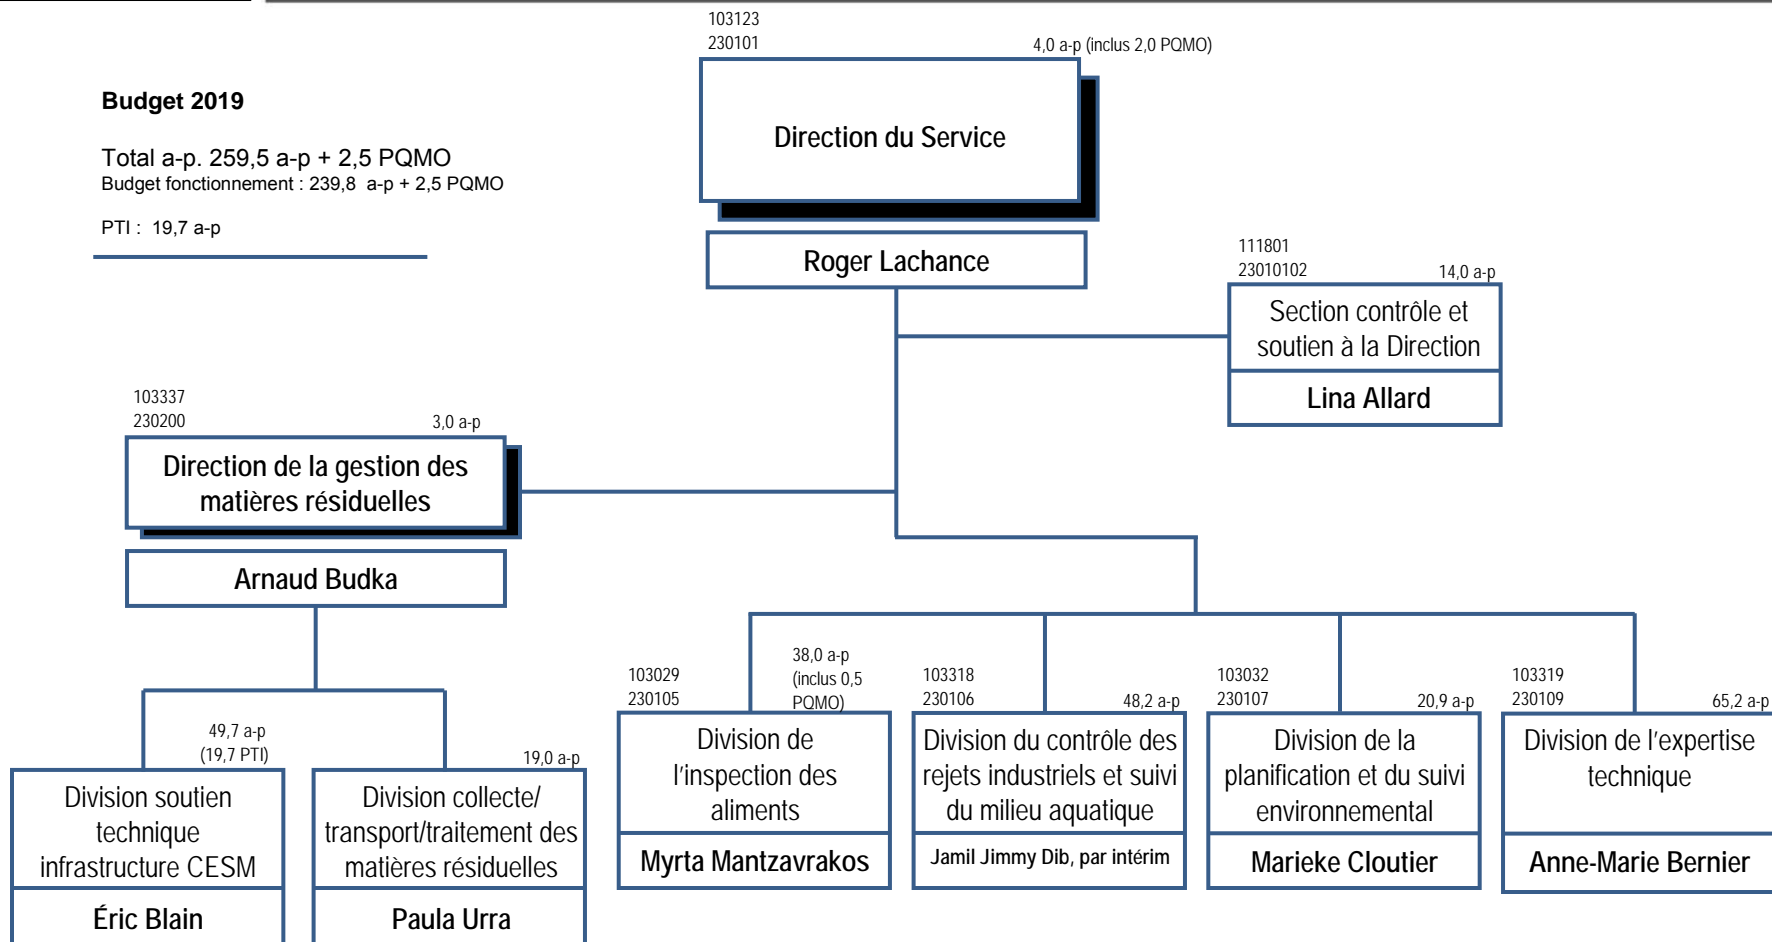 103123
230101
4,0 a-p (inclus 2,0 PQMO)
Budget 2019
Total a-p. 259,5 a-p + 2,5 PQMO
Budget fonctionnement : 239,8 a-p + 2,5 PQMO
PTI : 19,7 a-p
Direction du Service
Roger Lachance
111801
23010102
14,0 a-p
Section contrôle et
soutien à la Direction
Lina Allard
103337
230200
3,0 a-p
Direction de la gestion des
matières résiduelles
Arnaud Budka
49,7 a-p
(19,7 PTI)
Division soutien
technique
infrastructure CESM
Éric Blain
19,0 a-p
Division collecte/
transport/traitement des
matières résiduelles
Paula Urra
103029
230105
38,0 a-p
(inclus 0,5
PQMO)
Division de
l'inspection des
aliments
Myrta Mantzavrakos
103318
230106
48,2 a-p
Division du contrôle des
rejets industriels et suivi
du milieu aquatique
Jamil Jimmy Dib, par intérim
103032
230107
20,9 a-p
Division de la
planification et du suivi
environnemental
Marieke Cloutier
103319
230109
65,2 a-p
Division de l'expertise
technique
Anne-Marie Bernier